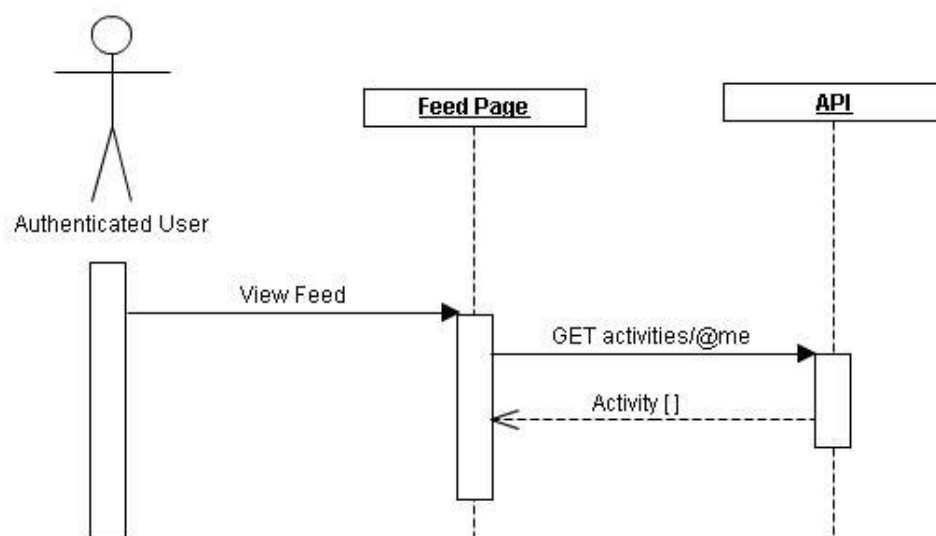 Feed Page
API
Authenticated User
View Feed
GET activities/@me
Activity [ ]